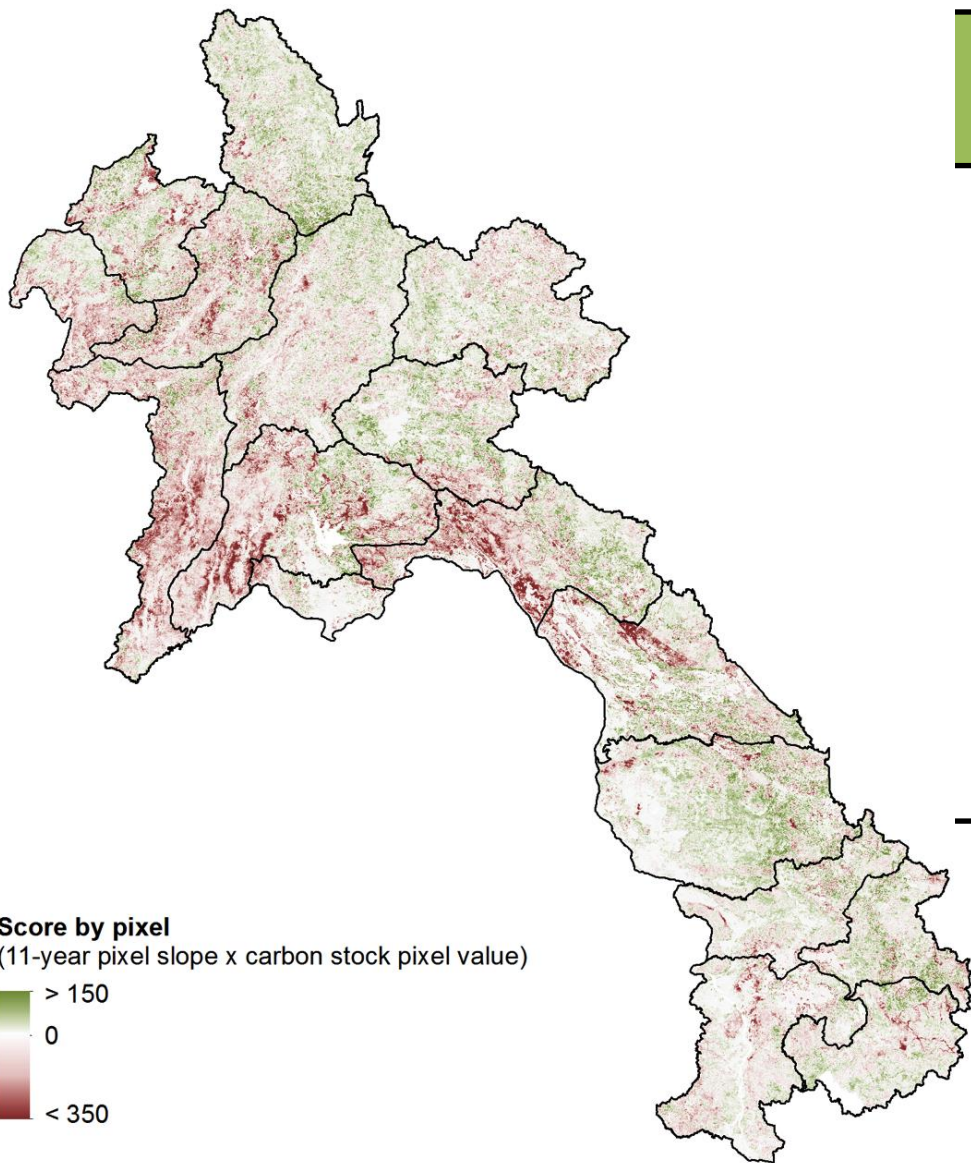 Score by pixel
(11-year pixel slope x carbon stock pixel value)
> 150
0
< 350